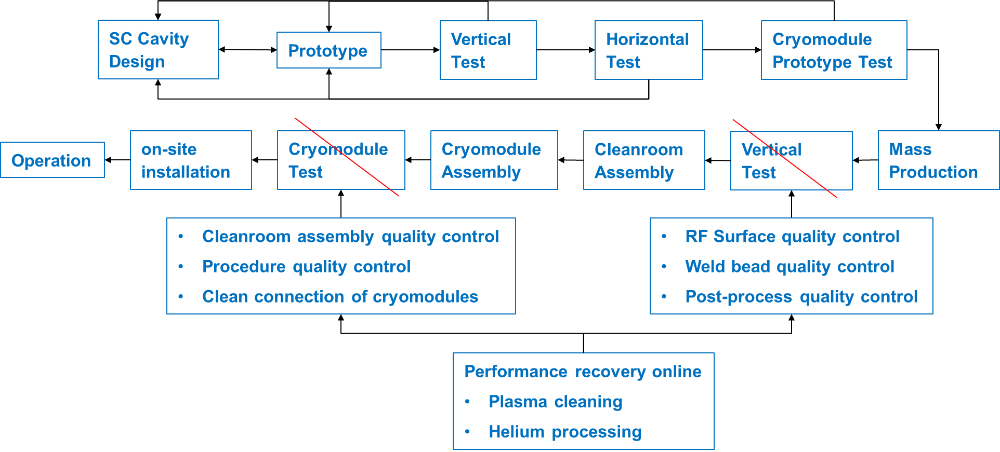 SC Cavity
Design
Prototype
Vertical
Test
Horizontal
Test
Cryomodule
Prototype Test
Operation
on-site
installation
Cryomodule
Test
Cryomodule
Assembly
Cleanroom
Assembly
Vertical
Test
Mass
Production
• Cleanroom assembly quality control
• Procedure quality control
• Clean connection of cryomodules
• RF Surface quality control
• Weld bead quality control
• Post-process quality control
Performance recovery online
• Plasma cleaning
• Helium processing